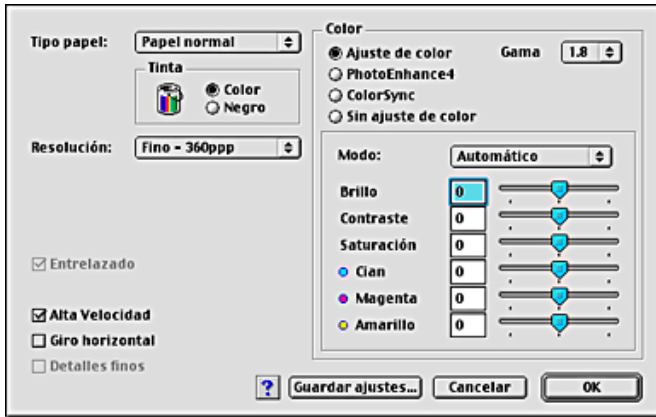 Tipo papel: Papel normal
Tinta
Color
Negro
Resolución: Fino - 360ppp
Entrelazado
Alta Velocidad
Giro horizontal
Detalles finos
Color
Ajuste de color Gama 1.8
PhotoEnhance4
ColorSync
Sin ajuste de color
Modo: Automático
Brillo 0
Contraste 0
Saturación 0
Cian 0
Magenta 0
Amarillo 0
? Guardar ajustes... Cancelar OK